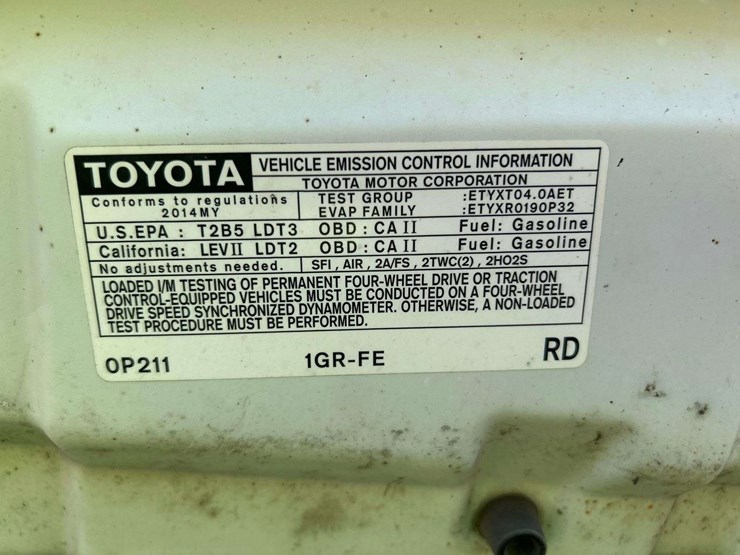 TOYOTA VEHICLE EMISSION CONTROL INFORMATION
TOYOTA MOTOR CORPORATION
Conforms to regulations
2014MY
TEST GROUP :ETYXT04.0AET
EVAP FAMILY :ETYXR0190P32
U.S.EPA : T2B5 LDT3 OBD : CA II Fuel: Gasoline
California: LEV II LDT2 OBD : CA II Fuel: Gasoline
No adjustments needed. SFI , AIR , 2A/FS , 2TWC(2) , 2HO2S
LOADED I/M TESTING OF PERMANENT FOUR-WHEEL DRIVE OR TRACTION
CONTROL-EQUIPPED VEHICLES MUST BE CONDUCTED ON A FOUR-WHEEL
DRIVE SPEED SYNCHRONIZED DYNAMOMETER. OTHERWISE, A NON-LOADED
TEST PROCEDURE MUST BE PERFORMED.
0P211 1GR-FE RD